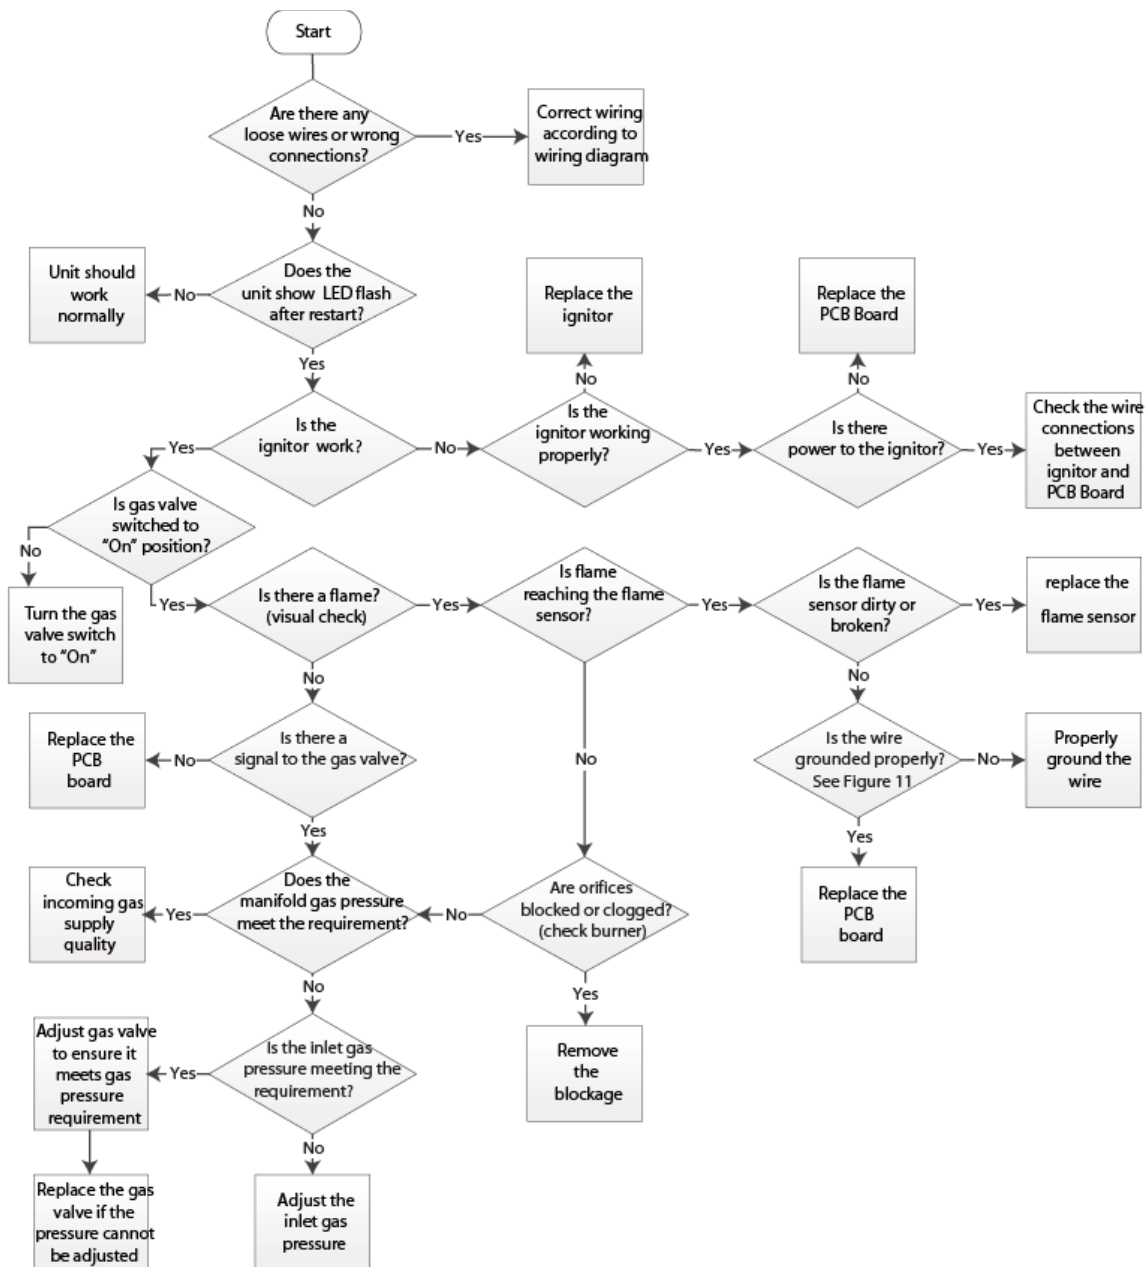 Start
Are there any
loose wires or wrong
connections?
Yes
Correct wiring
according to
wiring diagram
No
Does the
unit show LED flash
after restart?
No
Unit should
work
normally
Yes
Is the
ignitor work?
No
Is the
ignitor working
properly?
No
Replace the
ignitor
Yes
Is there
power to the ignitor?
No
Replace the
PCB Board
Yes
Check the wire
connections
between
ignitor and
PCB Board
Yes
Is gas valve
switched to
"On" position?
No
Turn the gas
valve switch
to "On"
Yes
Is there a flame?
(visual check)
Yes
Is flame
reaching the flame
sensor?
Yes
Is the flame
sensor dirty or
broken?
Yes
replace the
flame sensor
No
Is the wire
grounded properly?
See Figure 11
No
Properly
ground the
wire
Yes
Replace the
PCB
board
No
Is there a
signal to the gas valve?
No
Replace the
PCB
board
Yes
Does the
manifold gas pressure
meet the requirement?
Yes
Check
incoming gas
supply
quality
No
Are orifices
blocked or clogged?
(check burner)
No
Yes
Remove
the
blockage
No
Is the inlet gas
pressure meeting the
requirement?
Yes
Adjust gas valve
to ensure it
meets gas
pressure
requirement
Replace the gas
valve if the
pressure cannot
be adjusted
No
Adjust the
inlet gas
pressure